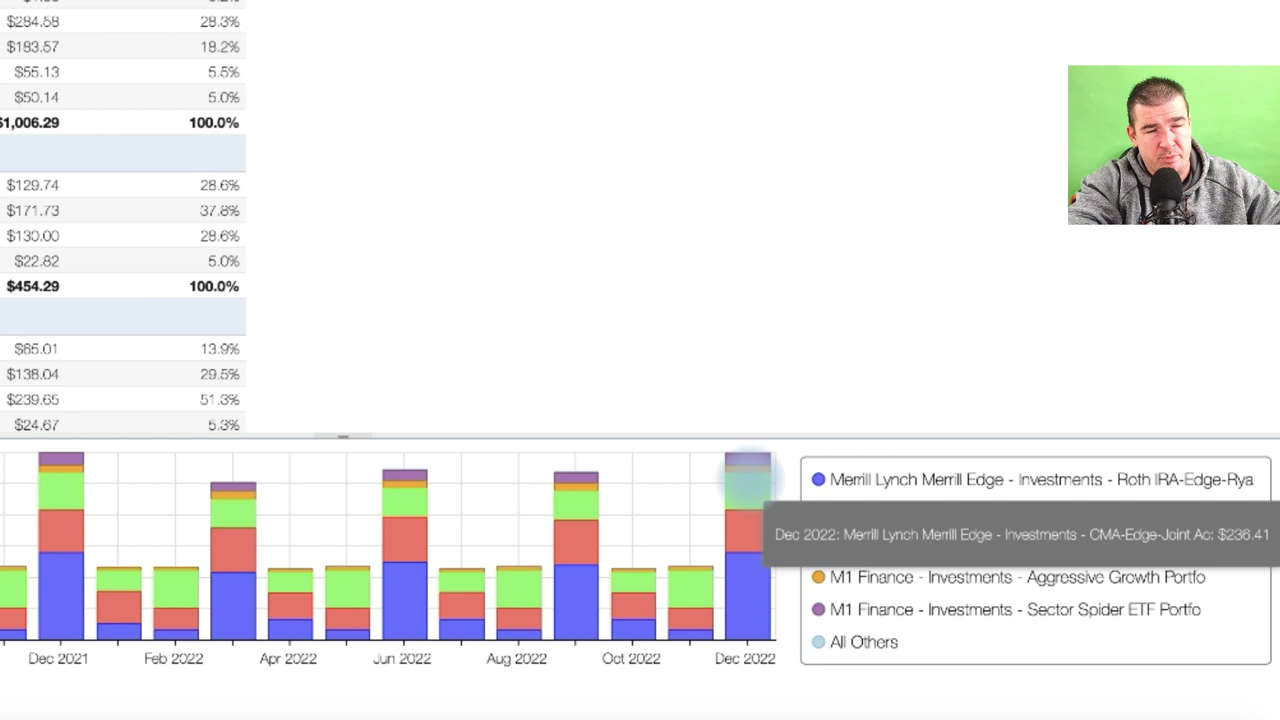 $284.58 28.3%
$183.57 18.2%
$55.13 5.5%
$50.14 5.0%
$1,006.29 100.0%
$129.74 28.6%
$171.73 37.8%
$130.00 28.6%
$22.82 5.0%
$454.29 100.0%
$65.01 13.9%
$138.04 29.5%
$239.65 51.3%
$24.67 5.3%
Merrill Lynch Merrill Edge - Investments - Roth IRA-Edge-Rya
Dec 2022: Merrill Lynch Merrill Edge - Investments - CMA-Edge-Joint Ac: $236.41
M1 Finance - Investments - Aggressive Growth Portfo
M1 Finance - Investments - Sector Spider ETF Portfo
All Others
Dec 2021 Feb 2022 Apr 2022 Jun 2022 Aug 2022 Oct 2022 Dec 2022